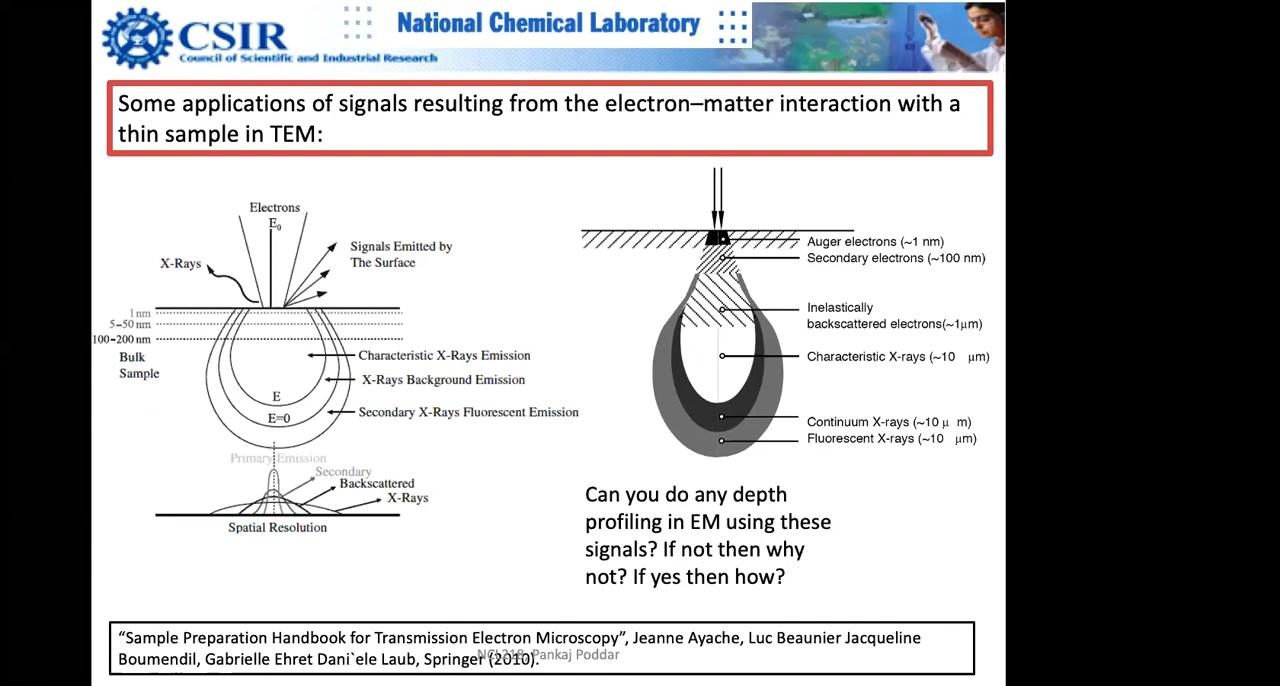 CSIR
Council of Scientific and Industrial Research
National Chemical Laboratory
Some applications of signals resulting from the electron–matter interaction with a
thin sample in TEM:
Electrons
E₀
X-Rays
Signals Emitted by
The Surface
1 nm
5–50 nm
100–200 nm
Bulk
Sample
Characteristic X-Rays Emission
X-Rays Background Emission
E
Secondary X-Rays Fluorescent Emission
E=0
Primary Emission
Secondary
Backscattered
X-Rays
Spatial Resolution
Auger electrons (~1 nm)
Secondary electrons (~100 nm)
Inelastically
backscattered electrons(~1μm)
Characteristic X-rays (~10 μm)
Continuum X-rays (~10 μ m)
Fluorescent X-rays (~10 μm)
Can you do any depth
profiling in EM using these
signals? If not then why
not? If yes then how?
“Sample Preparation Handbook for Transmission Electron Microscopy”, Jeanne Ayache, Luc Beaunier Jacqueline
Boumendil, Gabrielle Ehret Dani`ele Laub, Springer (2010).
Pankaj Poddar